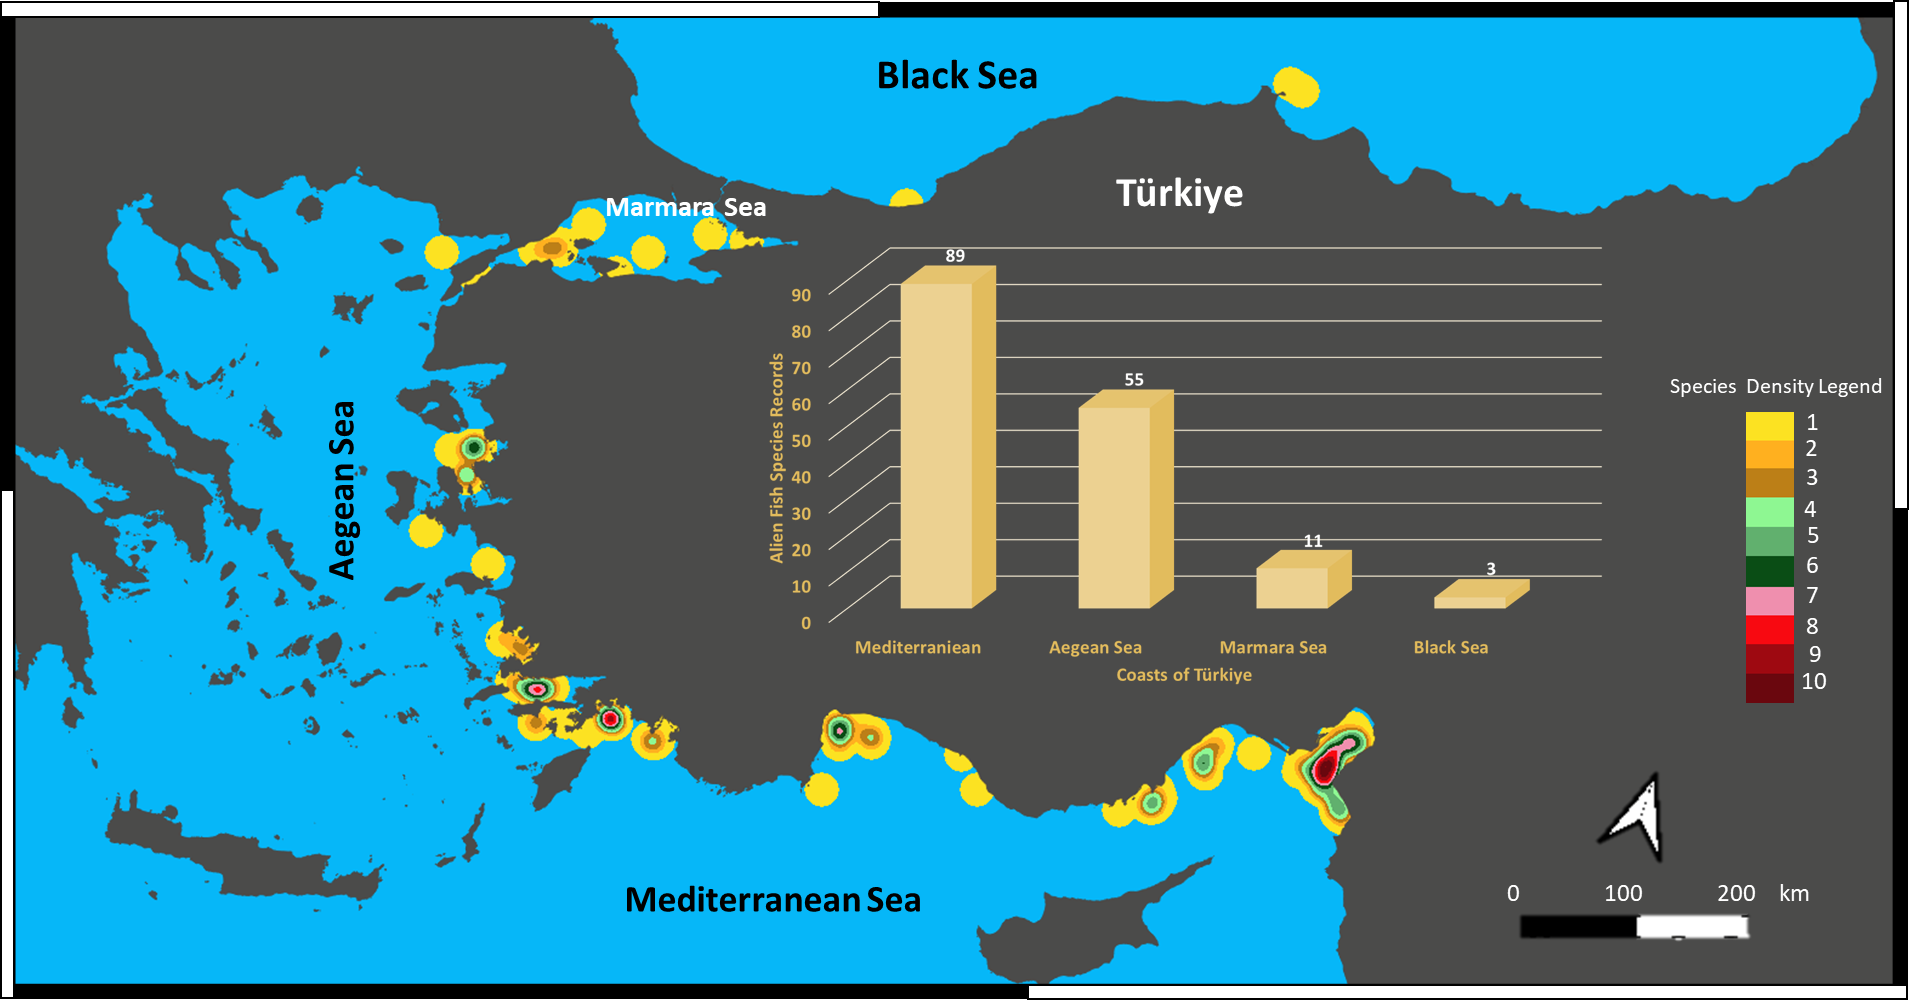 Black Sea
Türkiye
Marmara Sea
Aegean Sea
Mediterranean Sea
89
55
11
3
90
80
70
60
50
40
30
20
10
0
Alien Fish Species Records
Mediterraniean
Aegean Sea
Marmara Sea
Black Sea
Coasts of Türkiye
Species Density Legend
1
2
3
4
5
6
7
8
9
10
0 100 200 km